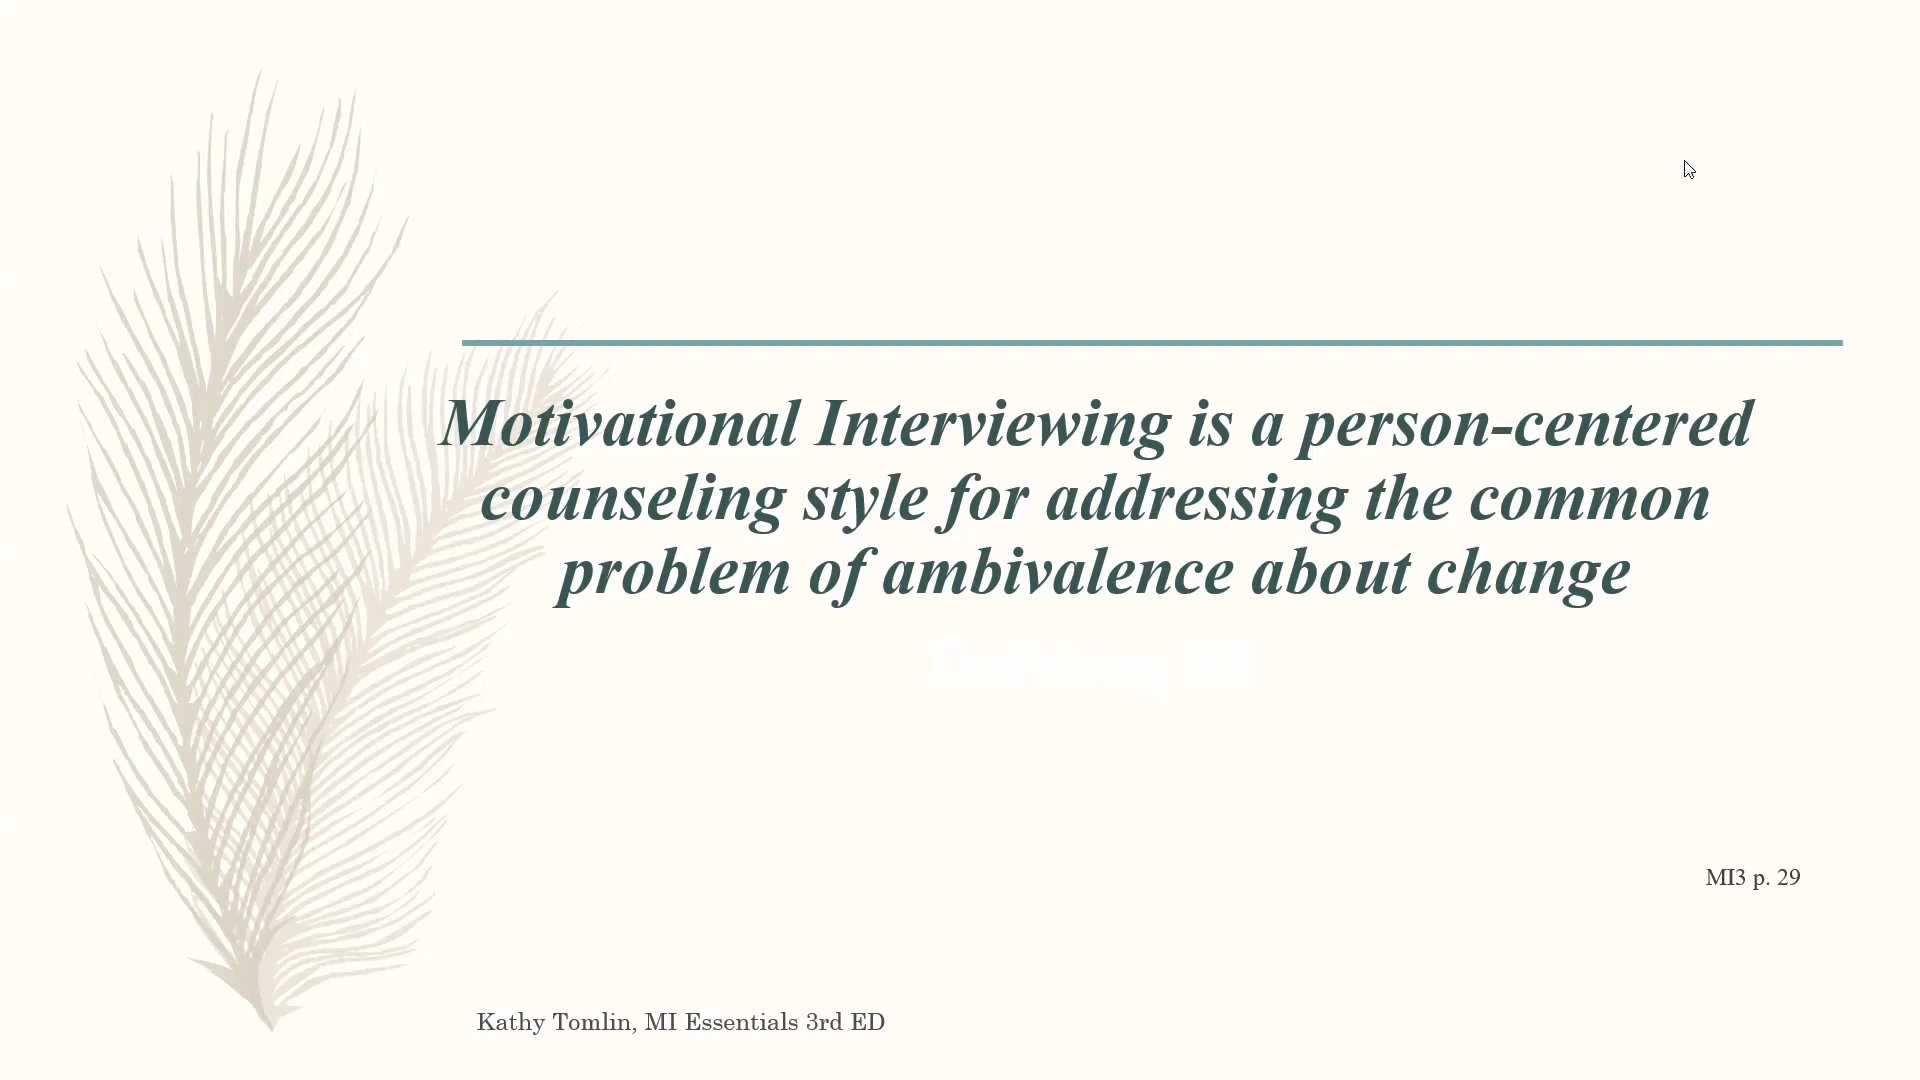 Motivational Interviewing is a person-centered
counseling style for addressing the common
problem of ambivalence about change
MI3 p. 29
Kathy Tomlin, MI Essentials 3rd ED